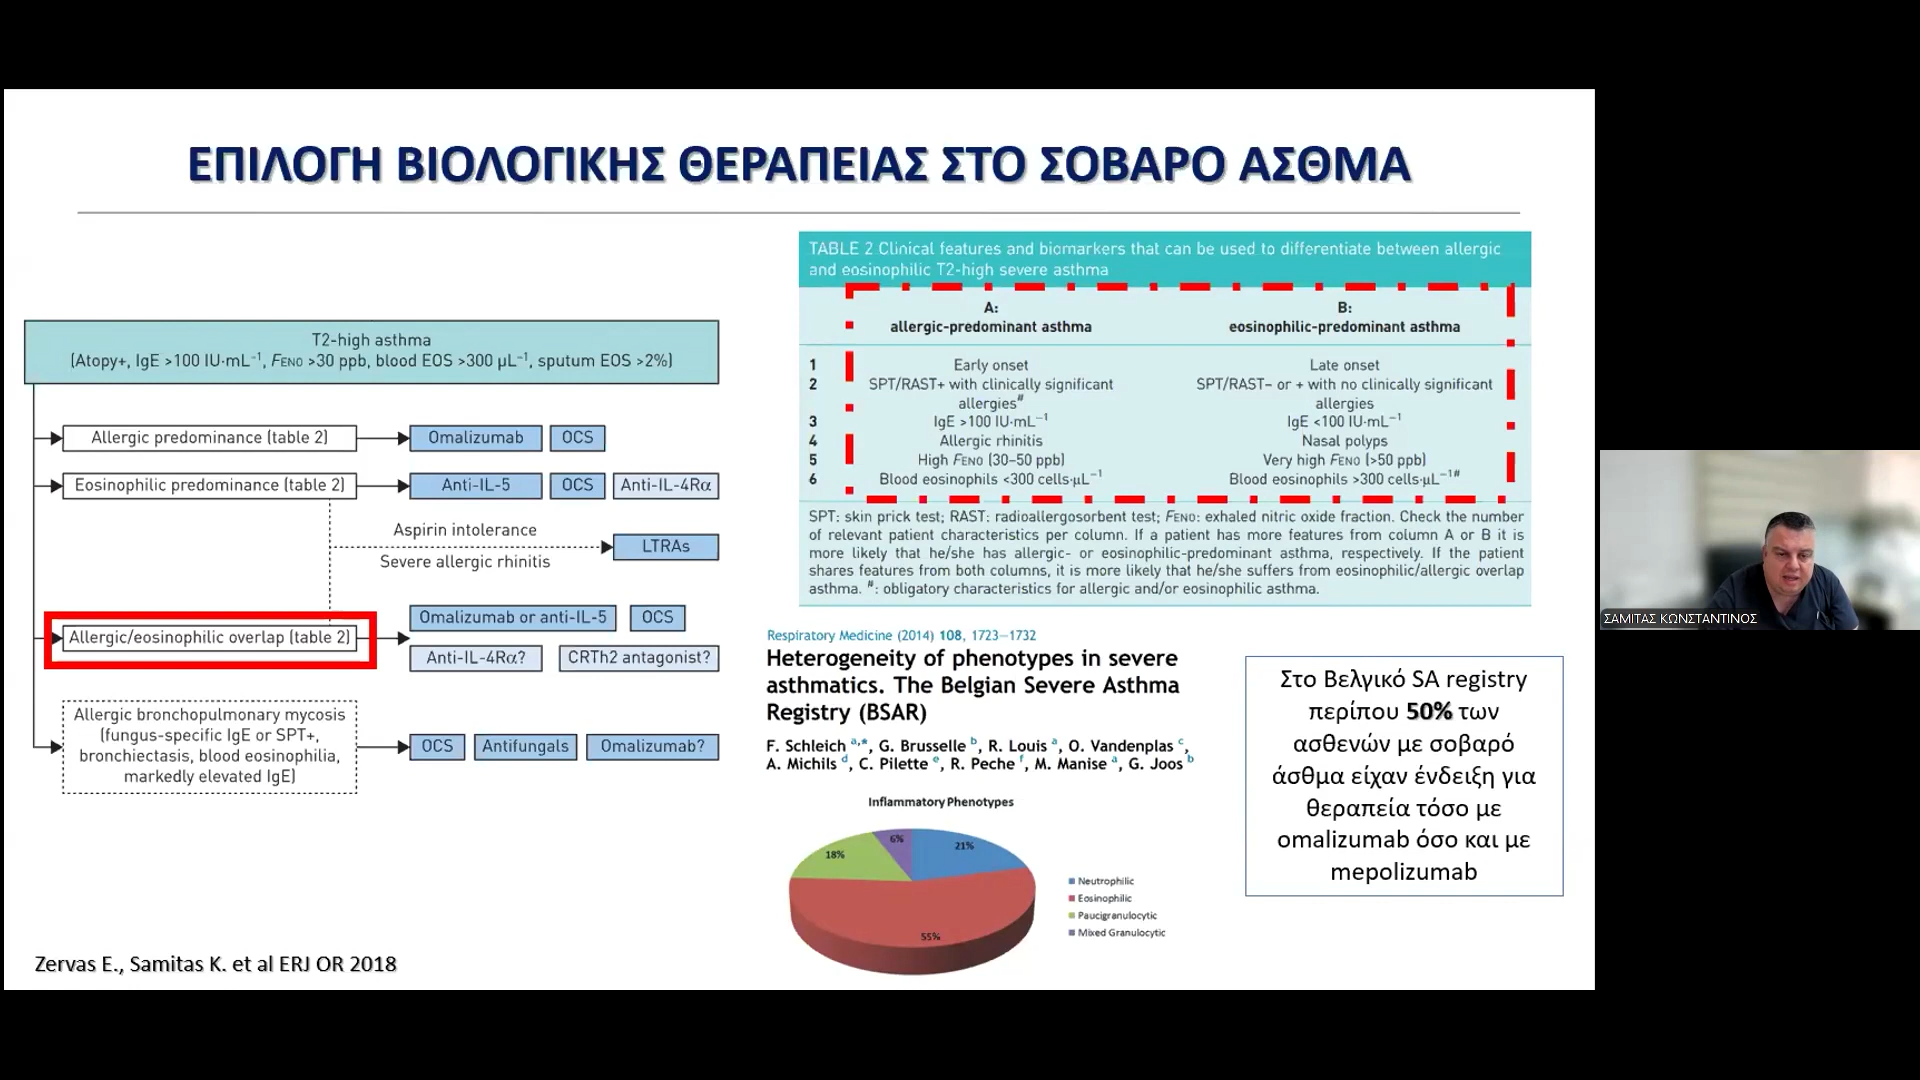 ΕΠΙΛΟΓΗ ΒΙΟΛΟΓΙΚΗΣ ΘΕΡΑΠΕΙΑΣ ΣΤΟ ΣΟΒΑΡΟ ΑΣΘΜΑ
T2-high asthma
(Atopy+, IgE >100 IU·mL⁻¹, FENO >30 ppb, blood EOS >300 µL⁻¹, sputum EOS >2%)
Allergic predominance (table 2)
Omalizumab
OCS
Eosinophilic predominance (table 2)
Anti-IL-5
OCS
Anti-IL-4Rα
Aspirin intolerance
Severe allergic rhinitis
LTRAs
Allergic/eosinophilic overlap (table 2)
Omalizumab or anti-IL-5
OCS
Anti-IL-4Rα?
CRTh2 antagonist?
Allergic bronchopulmonary mycosis
(fungus-specific IgE or SPT+,
bronchiectasis, blood eosinophilia,
markedly elevated IgE)
OCS
Antifungals
Omalizumab?
Zervas E., Samitas K. et al ERJ OR 2018
TABLE 2 Clinical features and biomarkers that can be used to differentiate between allergic
and eosinophilic T2-high severe asthma
A: B:
allergic-predominant asthma eosinophilic-predominant asthma
1 Early onset Late onset
2 SPT/RAST+ with clinically significant SPT/RAST− or + with no clinically significant
allergies# allergies
3 IgE >100 IU·mL⁻¹ IgE <100 IU·mL⁻¹
4 Allergic rhinitis Nasal polyps
5 High FENO (30–50 ppb) Very high FENO (>50 ppb)
6 Blood eosinophils <300 cells·µL⁻¹ Blood eosinophils >300 cells·µL⁻¹#
SPT: skin prick test; RAST: radioallergosorbent test; FENO: exhaled nitric oxide fraction. Check the number
of relevant patient characteristics per column. If a patient has more features from column A or B it is
more likely that he/she has allergic- or eosinophilic-predominant asthma, respectively. If the patient
shares features from both columns, it is more likely that he/she suffers from eosinophilic/allergic overlap
asthma. #: obligatory characteristics for allergic and/or eosinophilic asthma.
Respiratory Medicine (2014) 108, 1723–1732
Heterogeneity of phenotypes in severe
asthmatics. The Belgian Severe Asthma
Registry (BSAR)
F. Schleich a,*, G. Brusselle b, R. Louis a, O. Vandenplas c,
A. Michils d, C. Pilette e, R. Peche f, M. Manise a, G. Joos b
Inflammatory Phenotypes
6%
21%
18%
55%
Neutrophilic
Eosinophilic
Paucigranulocytic
Mixed Granulocytic
Στο Βελγικό SA registry
περίπου 50% των
ασθενών με σοβαρό
άσθμα είχαν ένδειξη για
θεραπεία τόσο με
omalizumab όσο και με
mepolizumab
ΣΑΜΙΤΑΣ ΚΩΝΣΤΑΝΤΙΝΟΣ